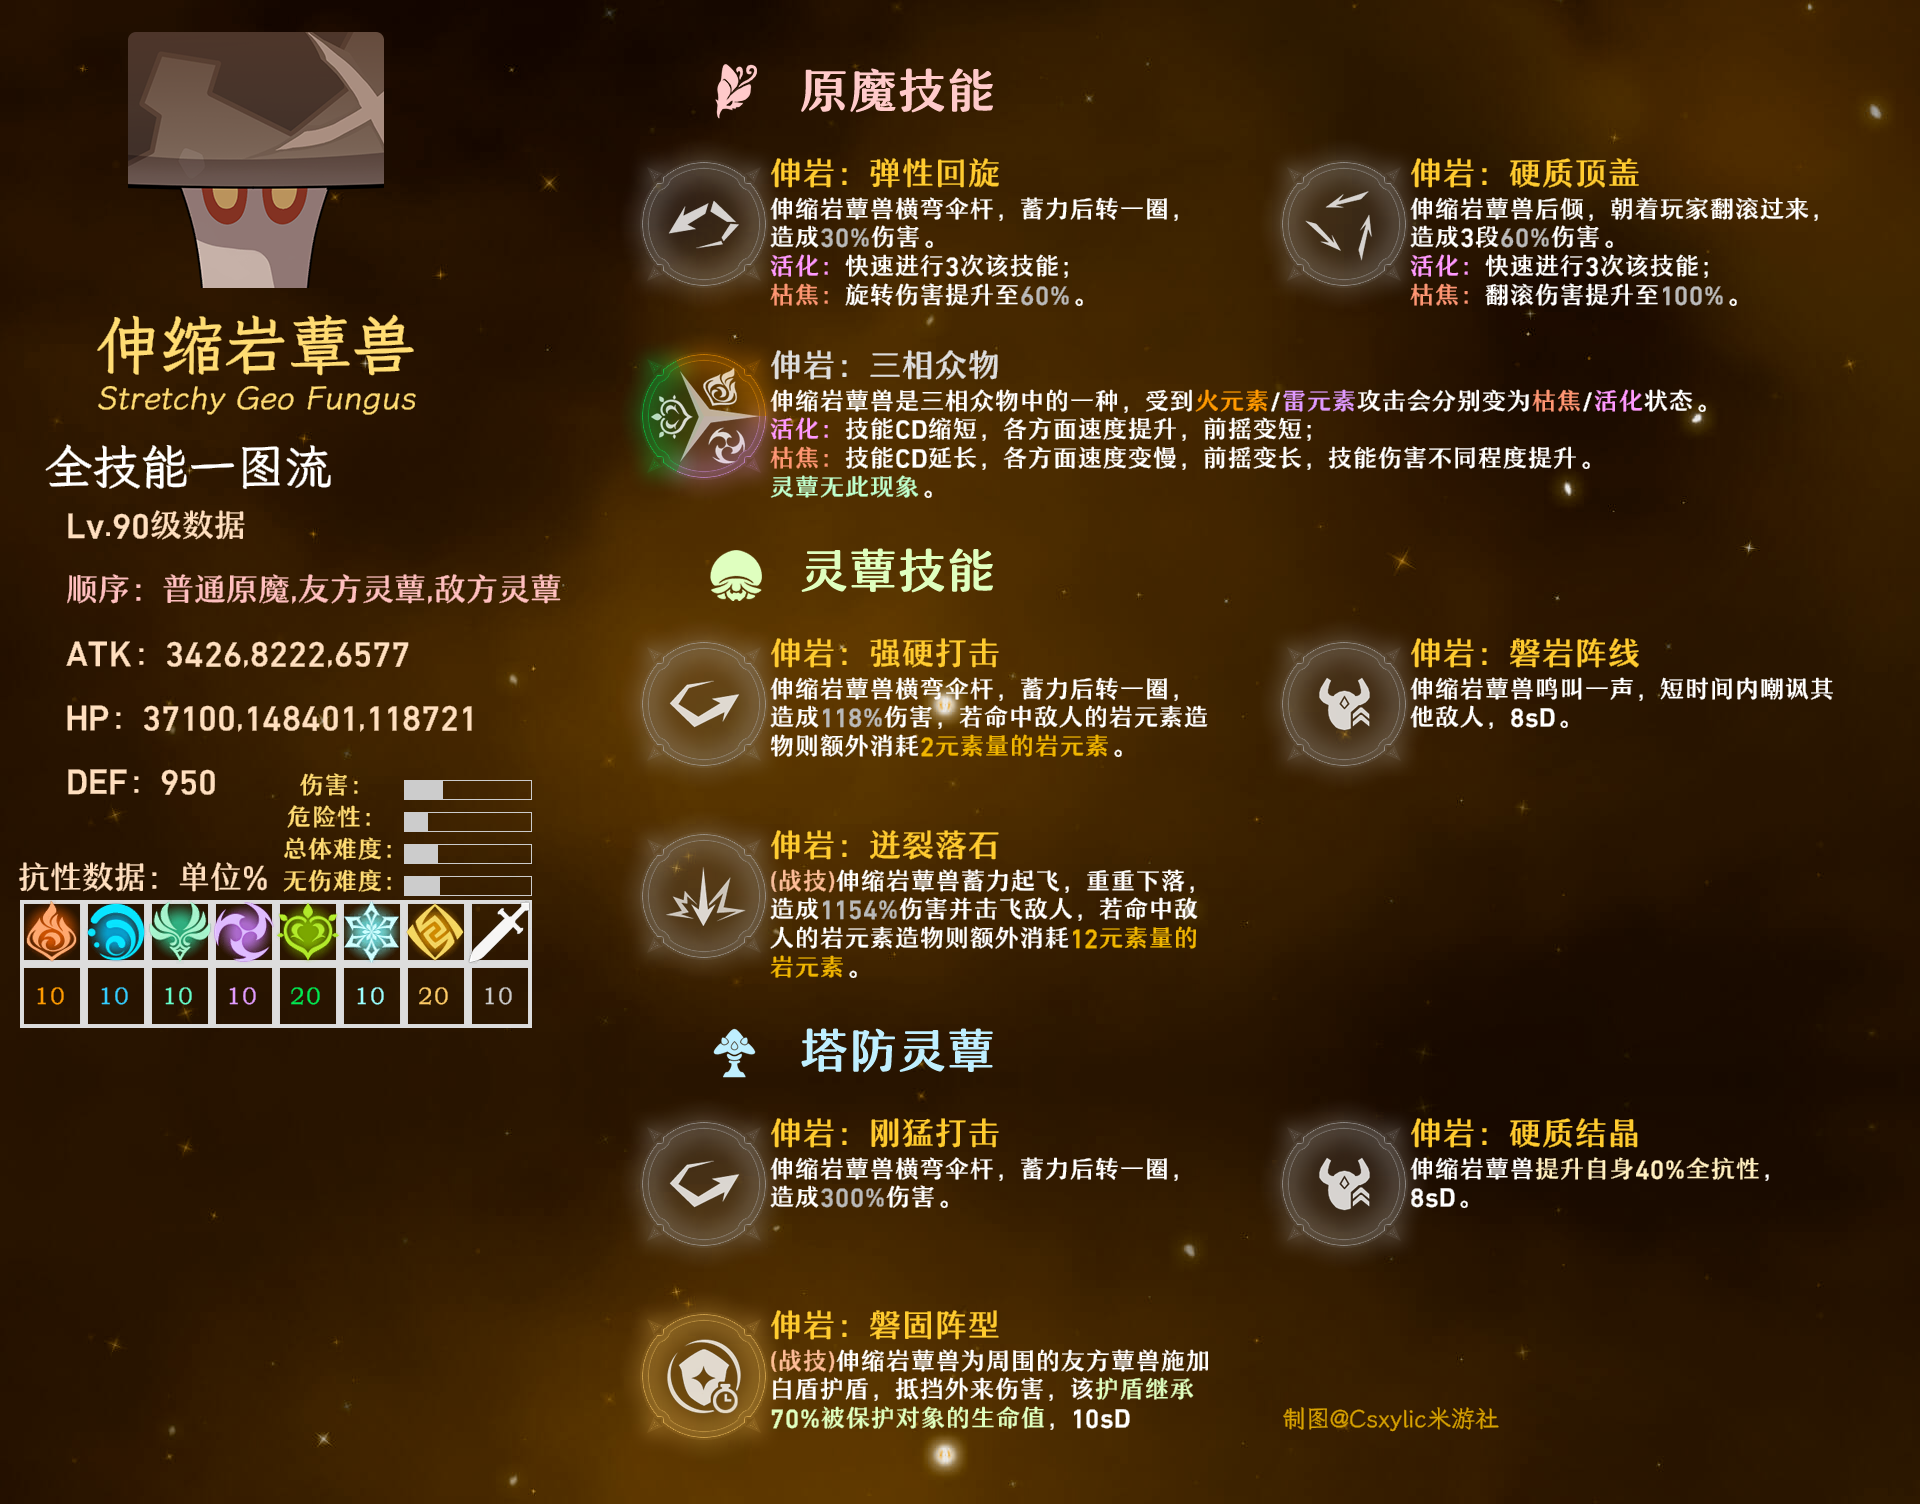 伸缩岩蕈兽
Stretchy Geo Fungus
全技能一图流
Lv.90级数据
顺序：普通原魔,友方灵蕈,敌方灵蕈
ATK：3426,8222,6577
HP：37100,148401,118721
DEF：950
伤害：
危险性：
总体难度：
无伤难度：
抗性数据：单位%
10 10 10 10 20 10 20 10
原魔技能
伸岩：弹性回旋
伸缩岩蕈兽横弯伞杆，蓄力后转一圈，
造成30%伤害。
活化：快速进行3次该技能；
枯焦：旋转伤害提升至60%。
伸岩：硬质顶盖
伸缩岩蕈兽后倾，朝着玩家翻滚过来，
造成3段60%伤害。
活化：快速进行3次该技能；
枯焦：翻滚伤害提升至100%。
伸岩：三相众物
伸缩岩蕈兽是三相众物中的一种，受到火元素/雷元素攻击会分别变为枯焦/活化状态。
活化：技能CD缩短，各方面速度提升，前摇变短；
枯焦：技能CD延长，各方面速度变慢，前摇变长，技能伤害不同程度提升。
灵蕈无此现象。
灵蕈技能
伸岩：强硬打击
伸缩岩蕈兽横弯伞杆，蓄力后转一圈，
造成118%伤害，若命中敌人的岩元素造
物则额外消耗2元素量的岩元素。
伸岩：磐岩阵线
伸缩岩蕈兽鸣叫一声，短时间内嘲讽其
他敌人，8sD。
伸岩：迸裂落石
(战技)伸缩岩蕈兽蓄力起飞，重重下落，
造成1154%伤害并击飞敌人，若命中敌
人的岩元素造物则额外消耗12元素量的
岩元素。
塔防灵蕈
伸岩：刚猛打击
伸缩岩蕈兽横弯伞杆，蓄力后转一圈，
造成300%伤害。
伸岩：硬质结晶
伸缩岩蕈兽提升自身40%全抗性，
8sD。
伸岩：磐固阵型
(战技)伸缩岩蕈兽为周围的友方蕈兽施加
白盾护盾，抵挡外来伤害，该护盾继承
70%被保护对象的生命值，10sD
制图@Csxylic米游社